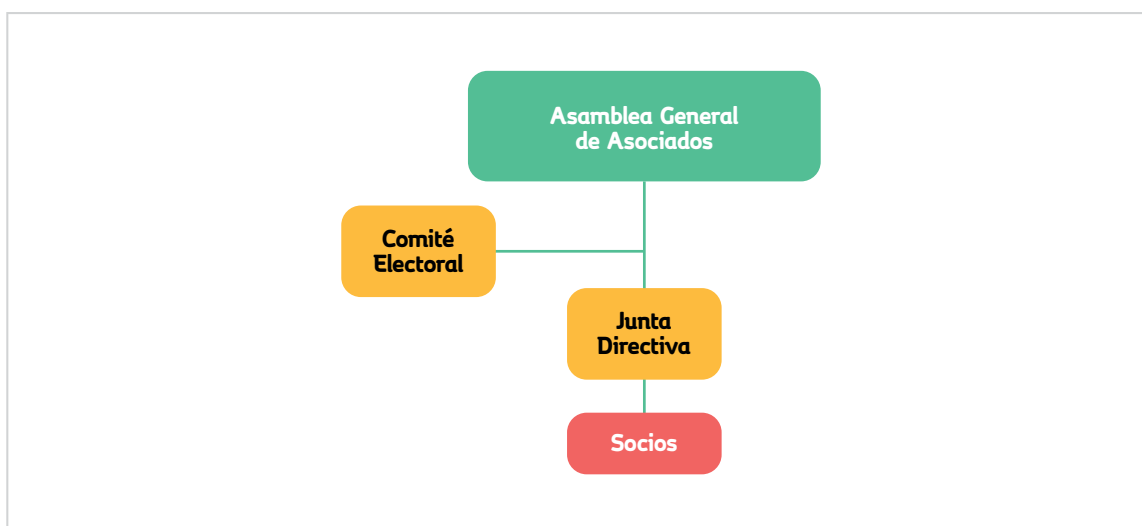 Asamblea General
de Asociados
Comité
Electoral
Junta
Directiva
Socios